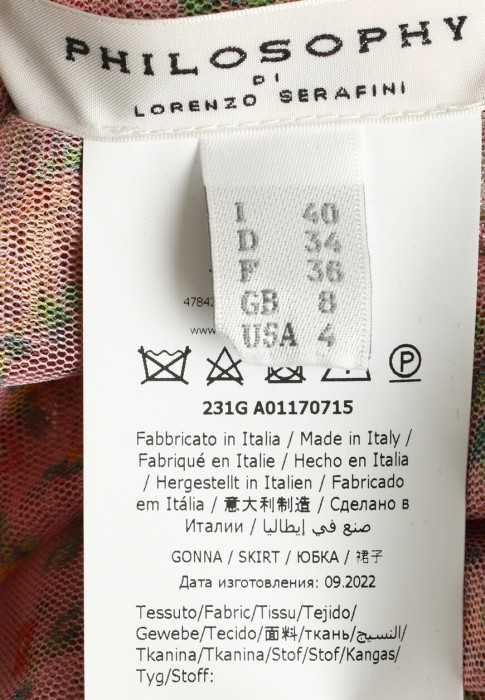 PHILOSOPHY
DI
LORENZO SERAFINI
I 40
D 34
F 36
GB 8
USA 4
4784
www
P
231G A01170715
Fabbricato in Italia / Made in Italy /
Fabriqué en Italie / Hecho en Italia
/ Hergestellt in Italien / Fabricado
em Itália / 意大利制造 / Сделано в
Италии / صنع في إيطاليا
GONNA / SKIRT / ЮБКА / 裙子
Дата изготовления: 09.2022
Tessuto/Fabric/Tissu/Tejido/
Gewebe/Tecido/面料/ткань/النسيج/
Tkanina/Tkanina/Stof/Stof/Kangas/
Tyg/Stoff: